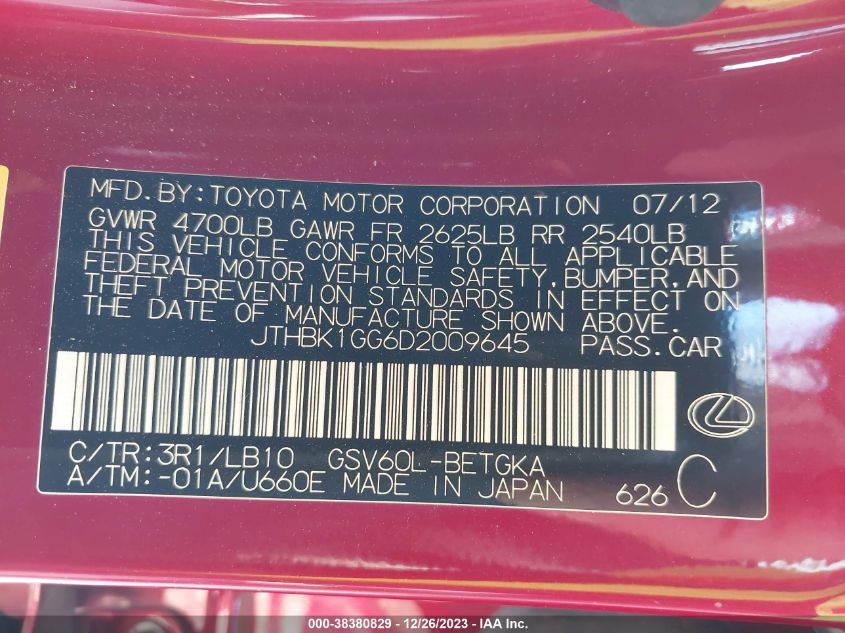 MFD.BY:TOYOTA MOTOR CORPORATION 07/12
GVWR 4700LB GAWR FR 2625LB RR 2540LB
THIS VEHICLE CONFORMS TO ALL APPLICABLE
FEDERAL MOTOR VEHICLE SAFETY,BUMPER,AND
THEFT PREVENTION STANDARDS IN EFFECT ON
THE DATE OF MANUFACTURE SHOWN ABOVE.
JTHBK1GG6D2009645 PASS.CAR
C/TR:3R1/LB10 GSV60L-BETGKA
A/TM:-01A/U660E MADE IN JAPAN 626 C
000-38380829 - 12/26/2023 - IAA Inc.